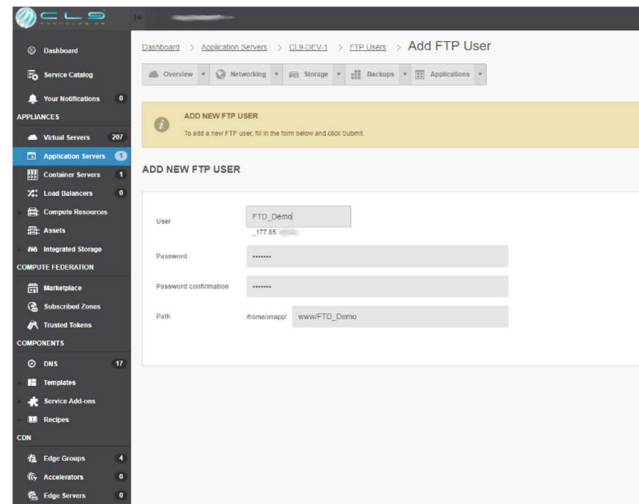 CLS
Dashboard > Application Servers > CL9-DEV-1 > FTP Users > Add FTP User
Overview Networking Storage Backups Applications
ADD NEW FTP USER
To add a new FTP user, fill in the form below and click Submit.
ADD NEW FTP USER
User FTD_Demo
_177.85.
Password •••••••
Password confirmation •••••••
Path /home/onapp/ www/FTD_Demo
Dashboard
Service Catalog
Your Notifications 0
APPLIANCES
Virtual Servers 207
Application Servers 1
Container Servers 1
Load Balancers 0
Compute Resources
Assets
Integrated Storage
COMPUTE FEDERATION
Marketplace
Subscribed Zones
Trusted Tokens
COMPONENTS
DNS 17
Templates
Service Add-ons
Recipes
CDN
Edge Groups 4
Accelerators 0
Edge Servers 0